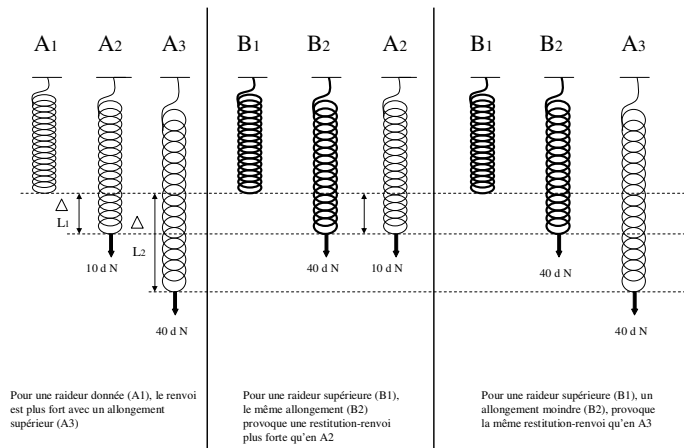 A1 A2 A3 B1 B2 A2 B1 B2 A3
Δ
L1
Δ
L2
10 d N
40 d N
10 d N
40 d N
40 d N
40 d N
Pour une raideur donnée (A1), le renvoi
est plus fort avec un allongement
supérieur (A3)
Pour une raideur supérieure (B1),
le même allongement (B2)
provoque une restitution-renvoi
plus forte qu'en A2
Pour une raideur supérieure (B1), un
allongement moindre (B2), provoque
la même restitution-renvoi qu'en A3